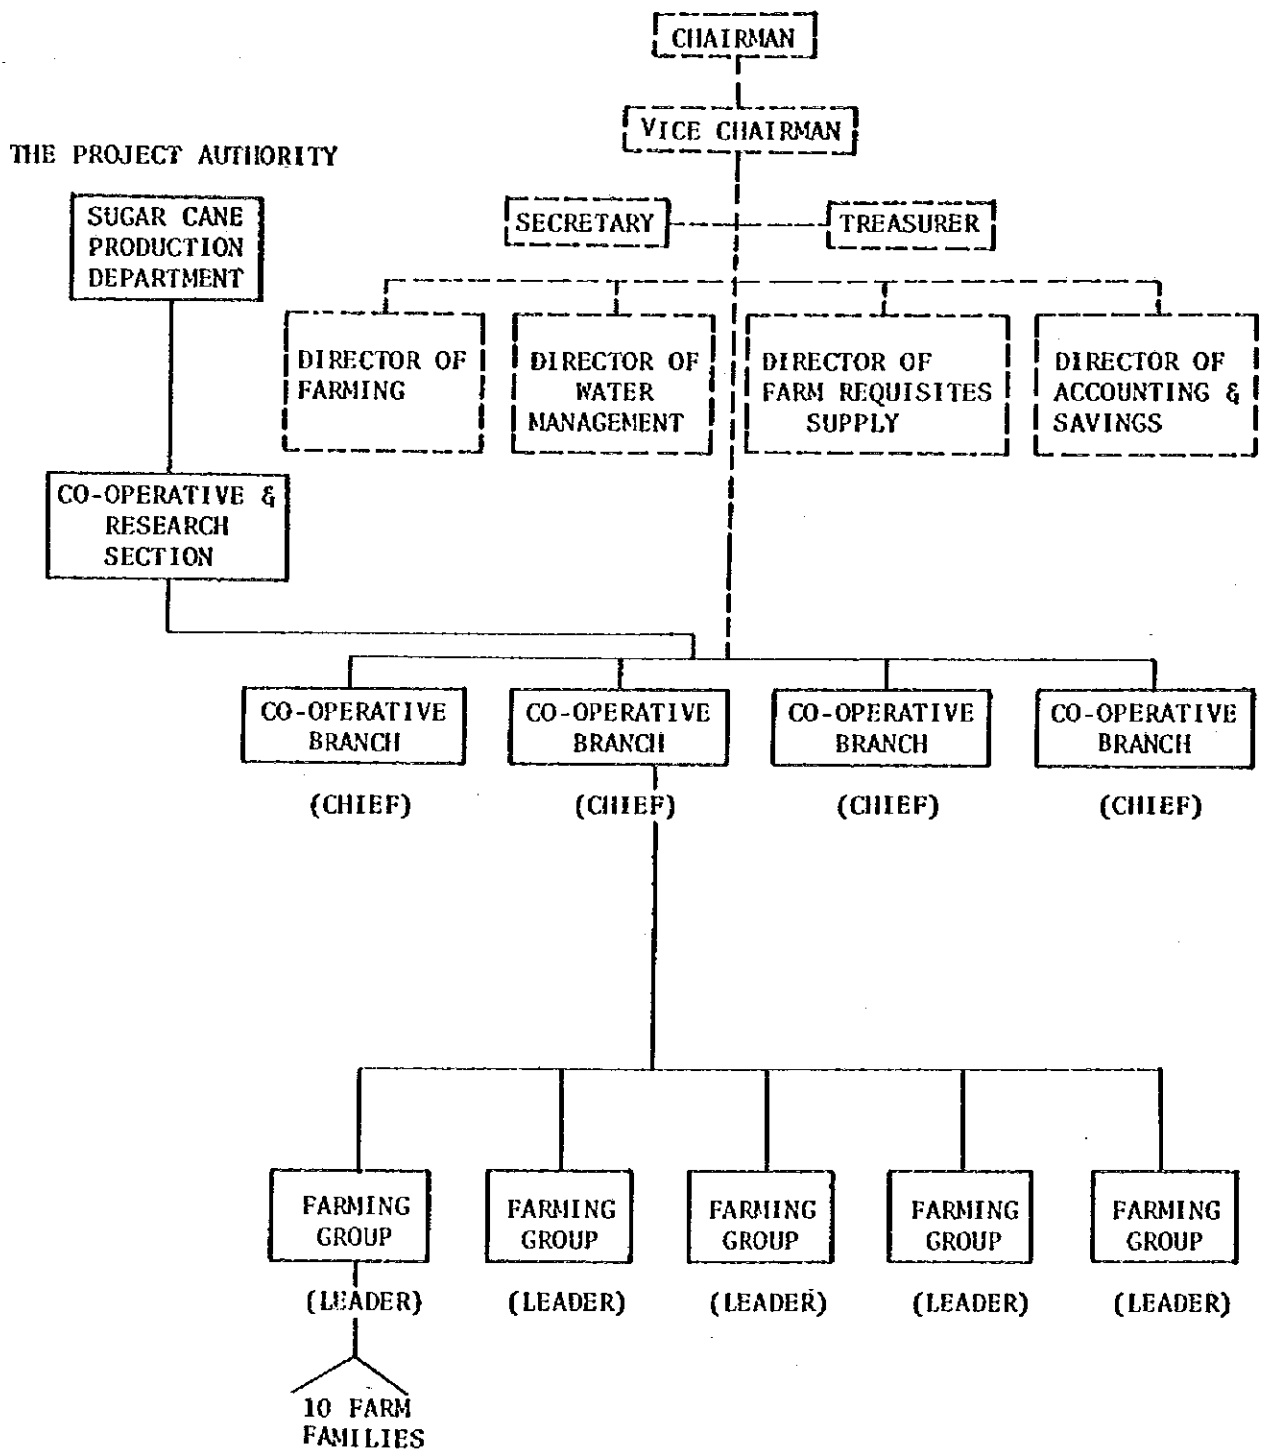 CHAIRMAN
VICE CHAIRMAN
THE PROJECT AUTHORITY
SUGAR CANE
PRODUCTION
DEPARTMENT
SECRETARY
TREASURER
DIRECTOR OF
FARMING
DIRECTOR OF
WATER
MANAGEMENT
DIRECTOR OF
FARM REQUISITES
SUPPLY
DIRECTOR OF
ACCOUNTING &
SAVINGS
CO-OPERATIVE &
RESEARCH
SECTION
CO-OPERATIVE
BRANCH
(CHIEF)
CO-OPERATIVE
BRANCH
(CHIEF)
CO-OPERATIVE
BRANCH
(CHIEF)
CO-OPERATIVE
BRANCH
(CHIEF)
FARMING
GROUP
(LEADER)
FARMING
GROUP
(LEADER)
FARMING
GROUP
(LEADER)
FARMING
GROUP
(LEADER)
FARMING
GROUP
(LEADER)
10 FARM
FAMILIES